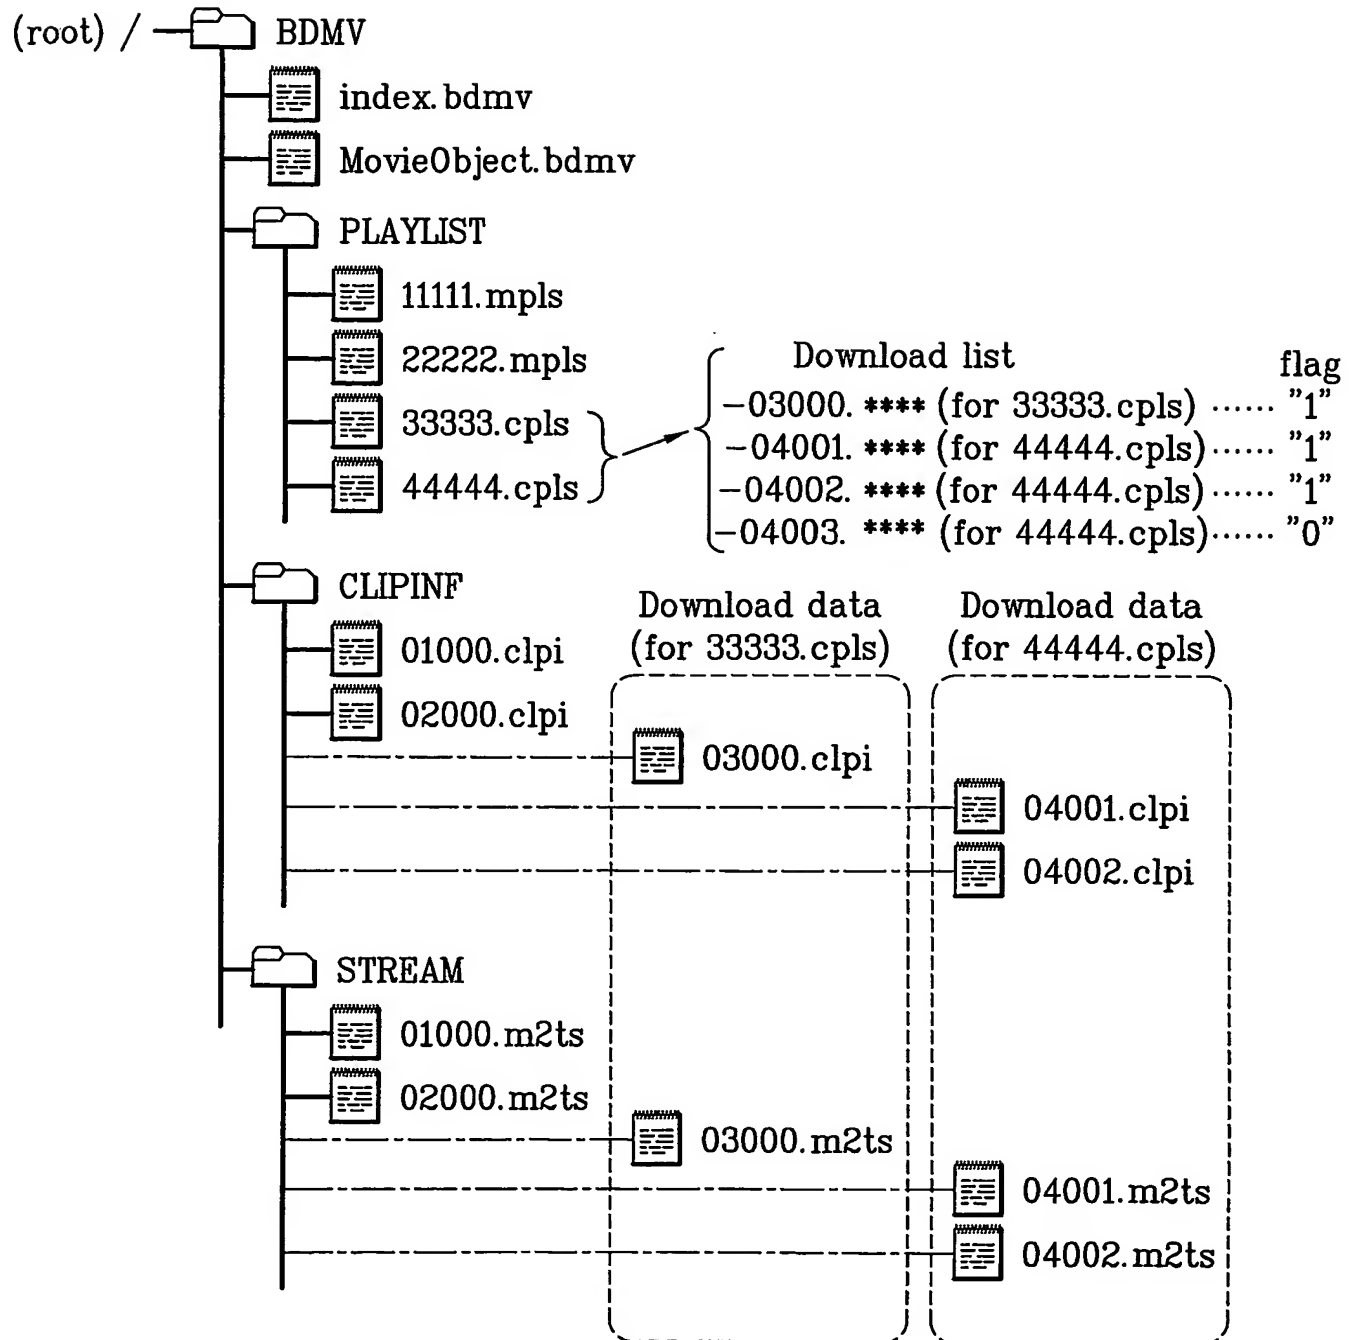 (root) / BDMV
index.bdmv
MovieObject.bdmv
PLAYLIST
11111.mpls
22222.mpls
33333.cpls
44444.cpls
Download list flag
-03000. **** (for 33333.cpls) ...... "1"
-04001. **** (for 44444.cpls) ...... "1"
-04002. **** (for 44444.cpls) ...... "1"
-04003. **** (for 44444.cpls) ...... "0"
CLIPINF
01000.clpi
02000.clpi
Download data
(for 33333.cpls)
Download data
(for 44444.cpls)
03000.clpi
04001.clpi
04002.clpi
STREAM
01000.m2ts
02000.m2ts
03000.m2ts
04001.m2ts
04002.m2ts